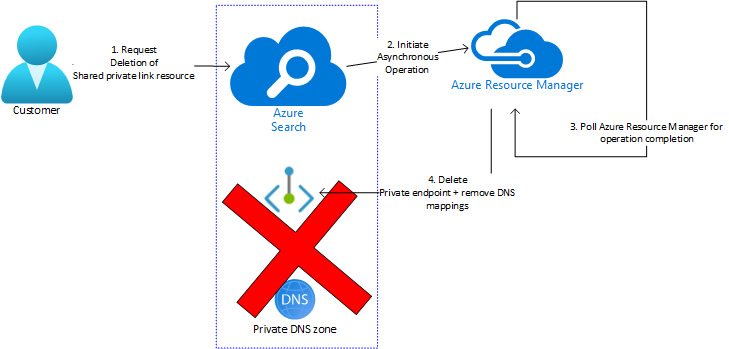 1. Request
Deletion of
Shared private link resource
Customer
Azure
Search
2. Initiate
Asynchronous
Operation
Azure Resource Manager
3. Poll Azure Resource Manager for
operation completion
4. Delete
Private endpoint + remove DNS
mappings
DNS
Private DNS zone